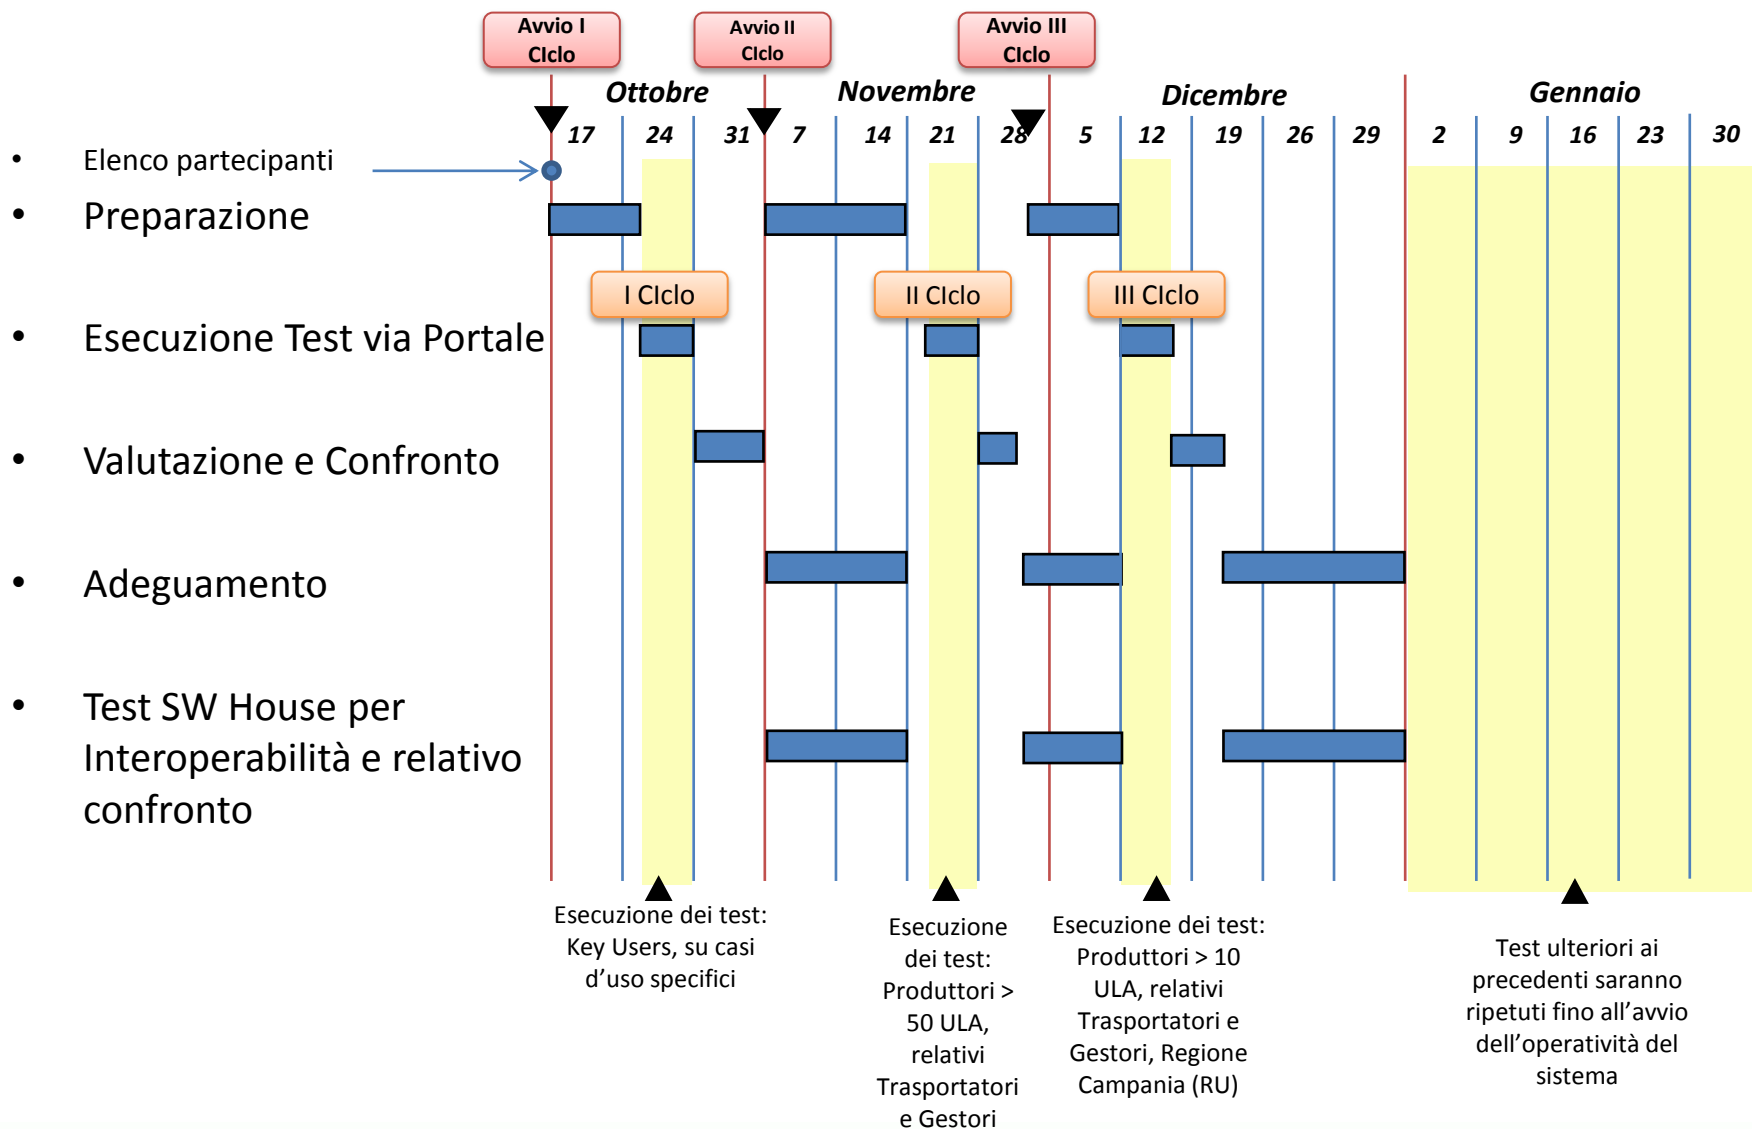 Avvio I
CIclo
Avvio II
CIclo
Avvio III
CIclo
Ottobre
Novembre
Dicembre
Gennaio
17 24 31 7 14 21 28 5 12 19 26 29 2 9 16 23 30
• Elenco partecipanti
• Preparazione
I CIclo
II CIclo
III CIclo
• Esecuzione Test via Portale
• Valutazione e Confronto
• Adeguamento
• Test SW House per
Interoperabilità e relativo
confronto
Esecuzione dei test:
Key Users, su casi
d’uso specifici
Esecuzione
dei test:
Produttori >
50 ULA,
relativi
Trasportatori
e Gestori
Esecuzione dei test:
Produttori > 10
ULA, relativi
Trasportatori e
Gestori, Regione
Campania (RU)
Test ulteriori ai
precedenti saranno
ripetuti fino all’avvio
dell’operatività del
sistema